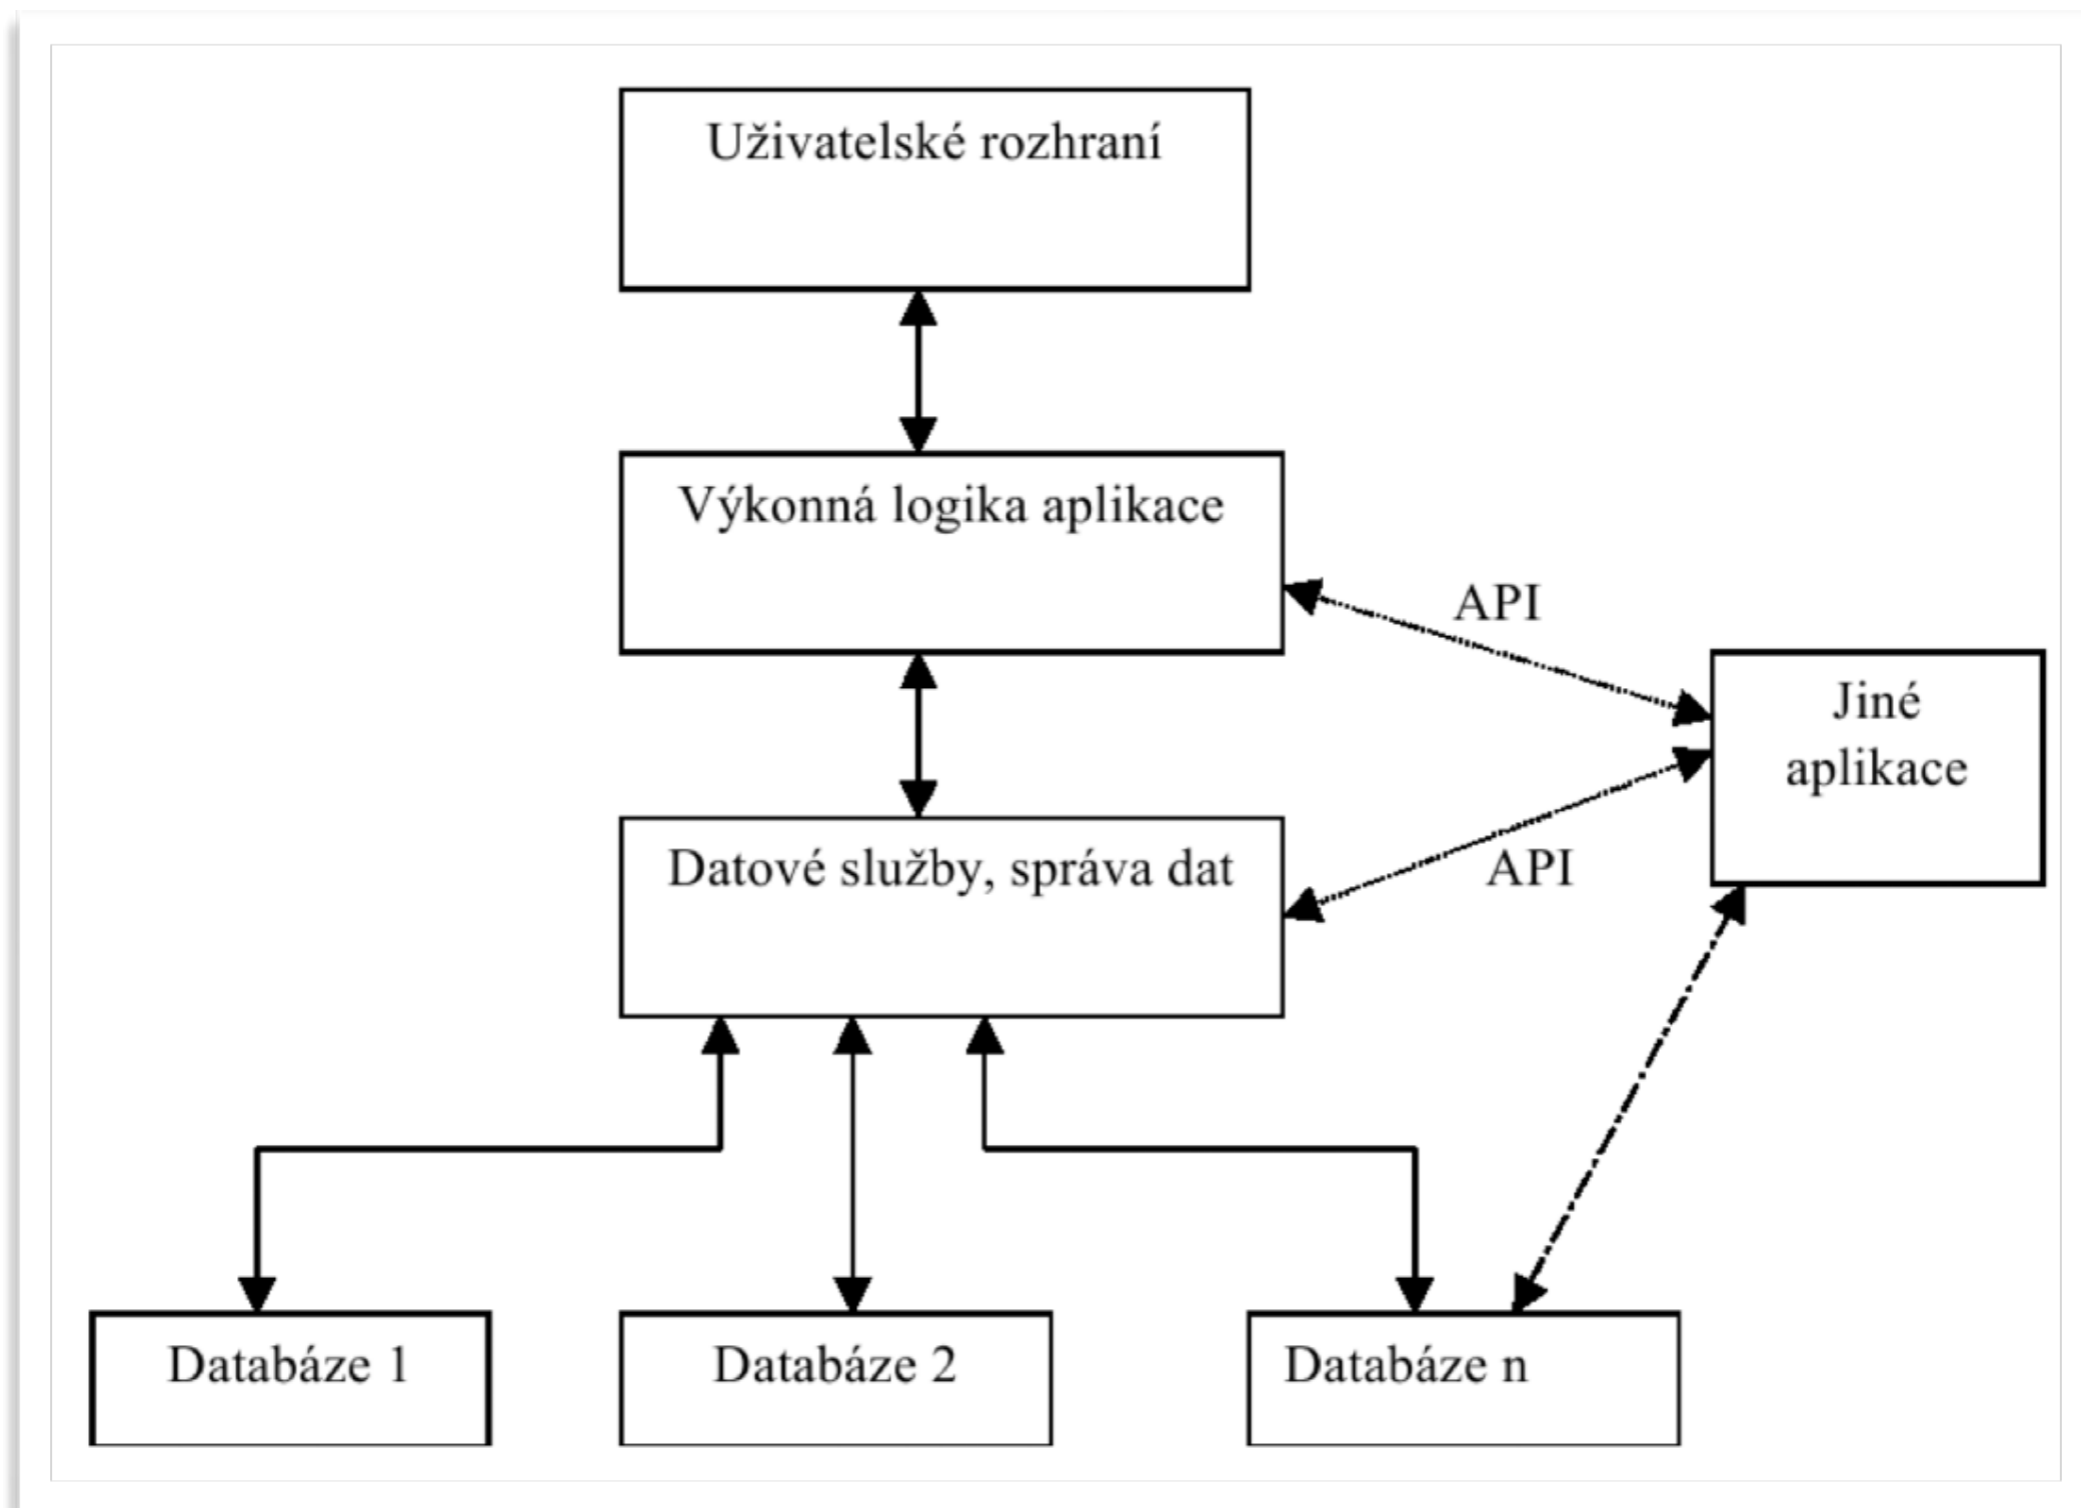 Uživatelské rozhraní
Výkonná logika aplikace
API
Jiné
aplikace
Datové služby, správa dat
API
Databáze 1
Databáze 2
Databáze n